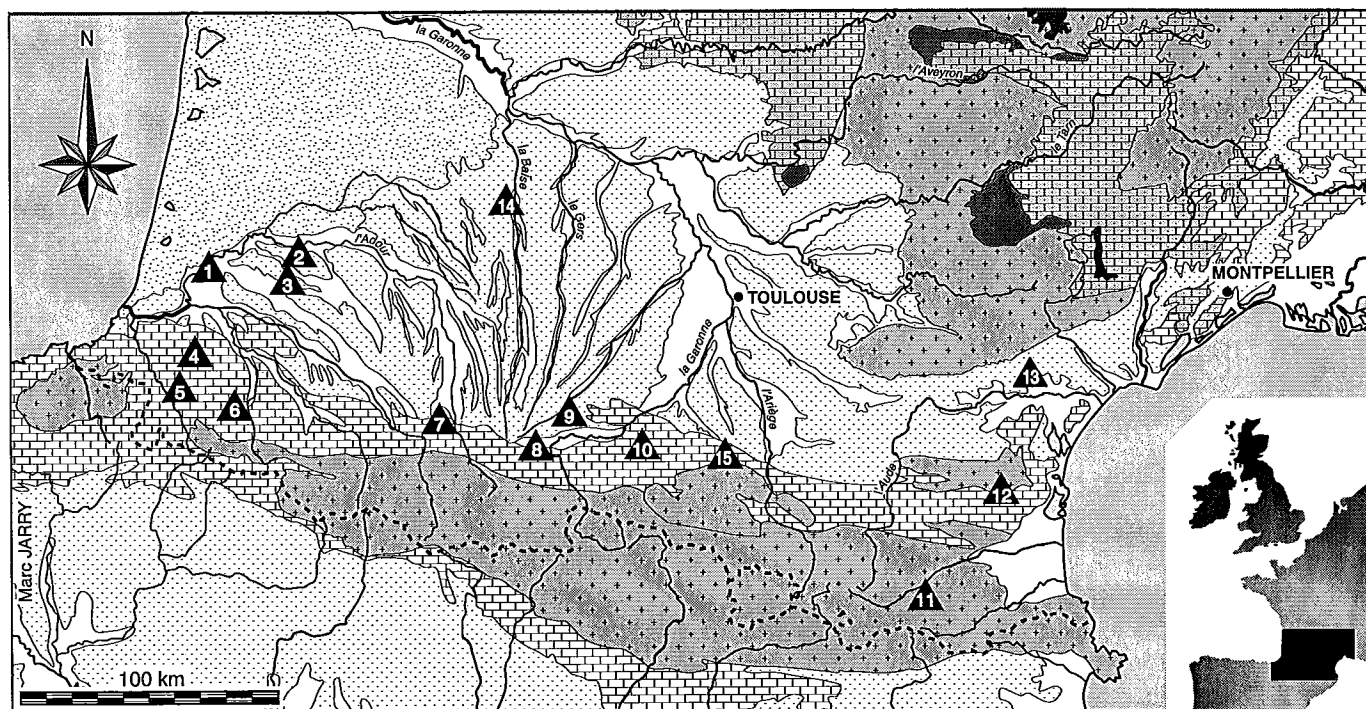 N
la Garonne
l'Aveyron
le Tarn
la Baïse
le Gers
14
l'Adour
2
1
3
TOULOUSE
MONTPELLIER
la Garonne
4
5
6
7
8
9
10
15
l'Ariège
l'Aude
13
12
11
Marc JARRY
100 km